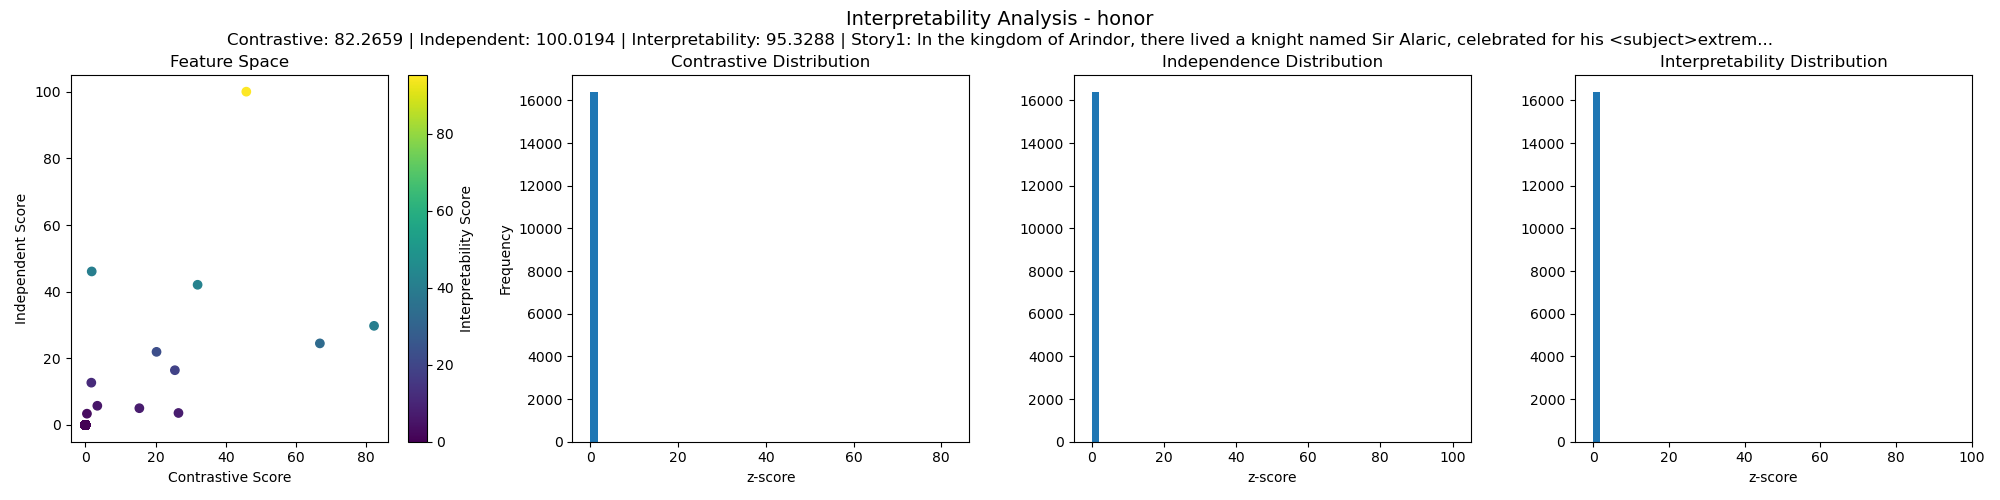 Interpretability Analysis - honor
Contrastive: 82.2659 | Independent: 100.0194 | Interpretability: 95.3288 | Story1: In the kingdom of Arindor, there lived a knight named Sir Alaric, celebrated for his <subject>extrem...
Feature Space
100
80
60
40
20
0
Independent Score
0 20 40 60 80
Contrastive Score
80
60
40
20
0
Interpretability Score
Contrastive Distribution
16000
14000
12000
10000
8000
6000
4000
2000
0
Frequency
0 20 40 60 80
z-score
Independence Distribution
16000
14000
12000
10000
8000
6000
4000
2000
0
0 20 40 60 80 100
z-score
Interpretability Distribution
16000
14000
12000
10000
8000
6000
4000
2000
0
0 20 40 60 80 100
z-score